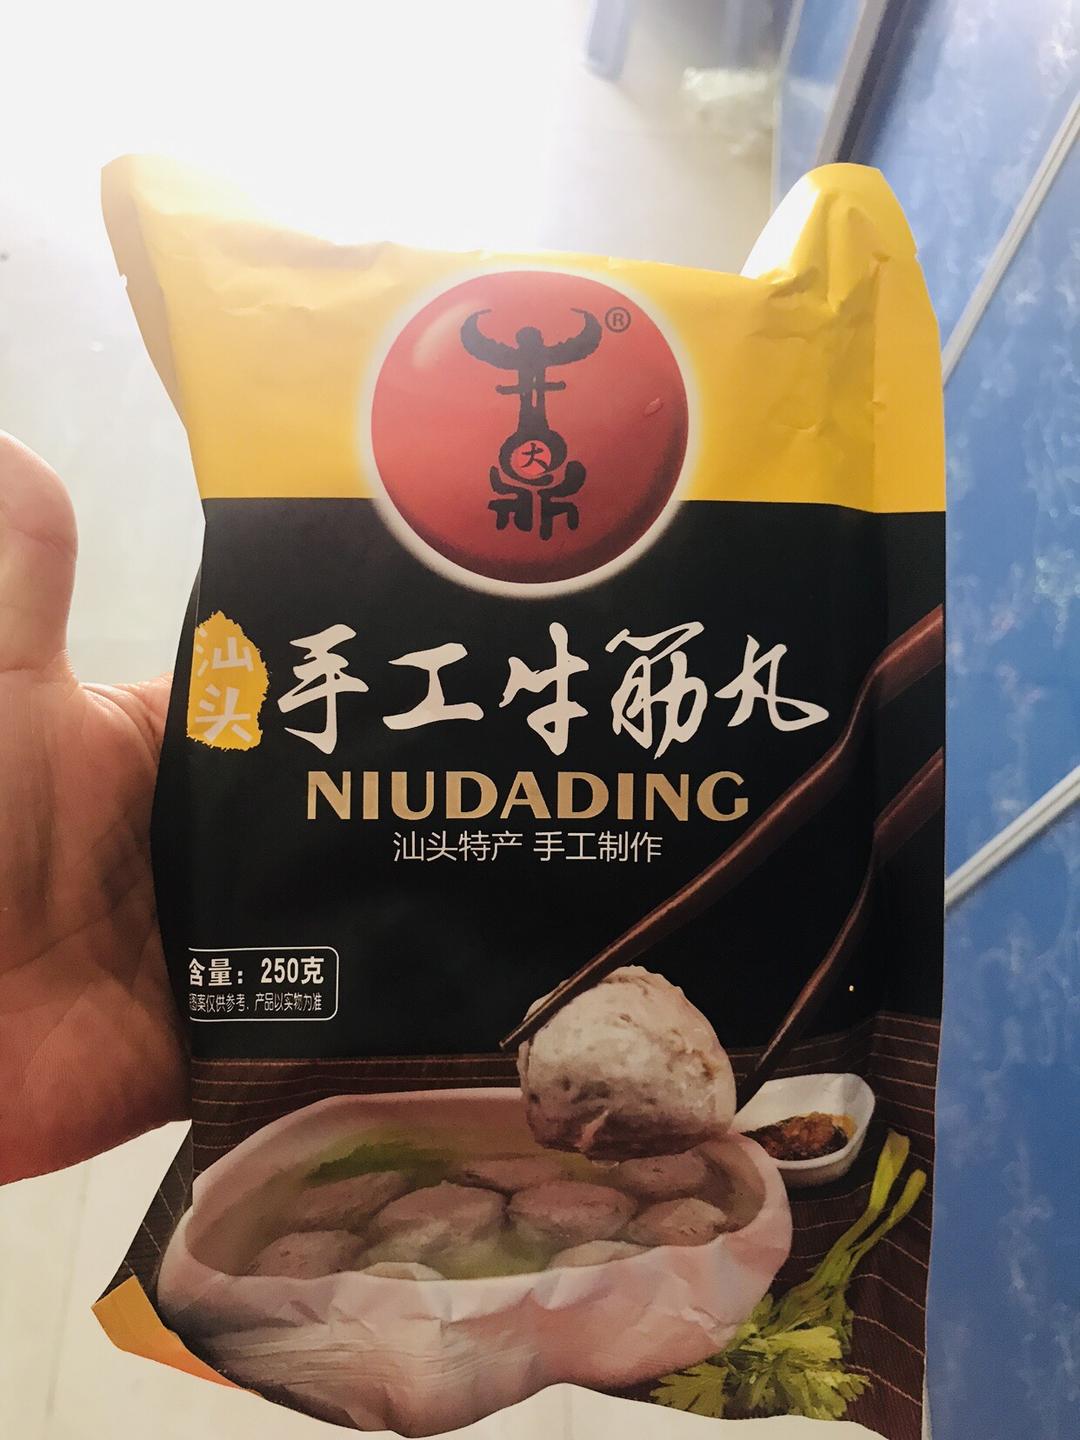 ®
大
汕头
手工牛筋丸
NIUDADING
汕头特产 手工制作
含量：250克
图案仅供参考，产品以实物为准